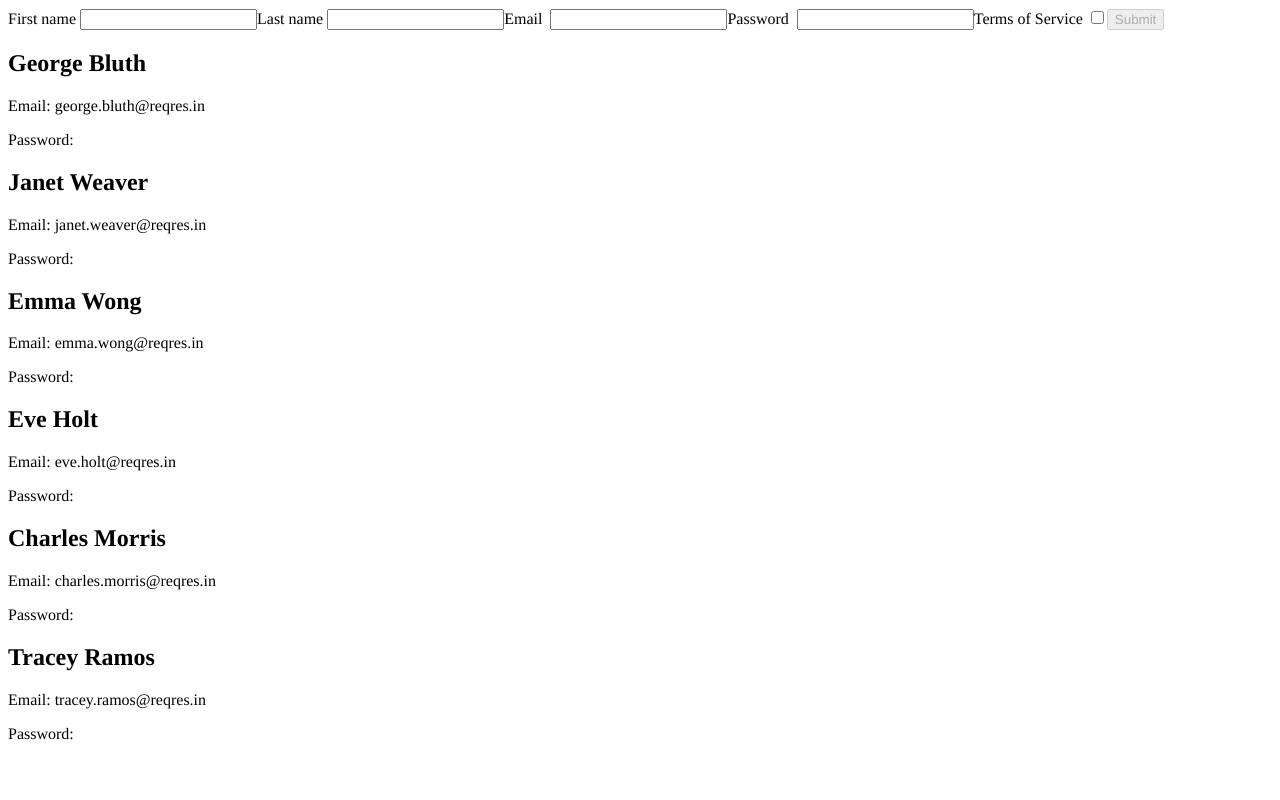 First name Last name Email Password Terms of Service Submit
George Bluth
Email: george.bluth@reqres.in
Password:
Janet Weaver
Email: janet.weaver@reqres.in
Password:
Emma Wong
Email: emma.wong@reqres.in
Password:
Eve Holt
Email: eve.holt@reqres.in
Password:
Charles Morris
Email: charles.morris@reqres.in
Password:
Tracey Ramos
Email: tracey.ramos@reqres.in
Password: